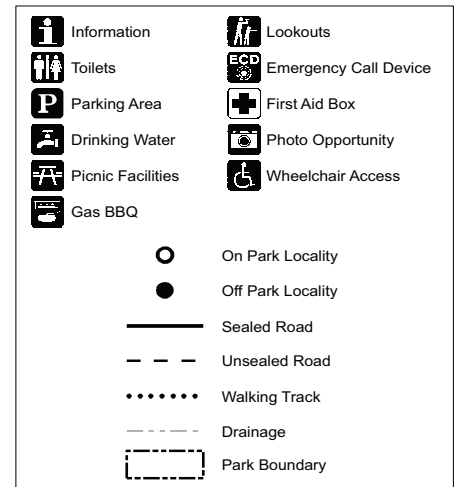 Information
Lookouts
Toilets
ECD
Emergency Call Device
P
Parking Area
First Aid Box
Drinking Water
Photo Opportunity
Picnic Facilities
Wheelchair Access
Gas BBQ
On Park Locality
Off Park Locality
Sealed Road
Unsealed Road
Walking Track
Drainage
Park Boundary